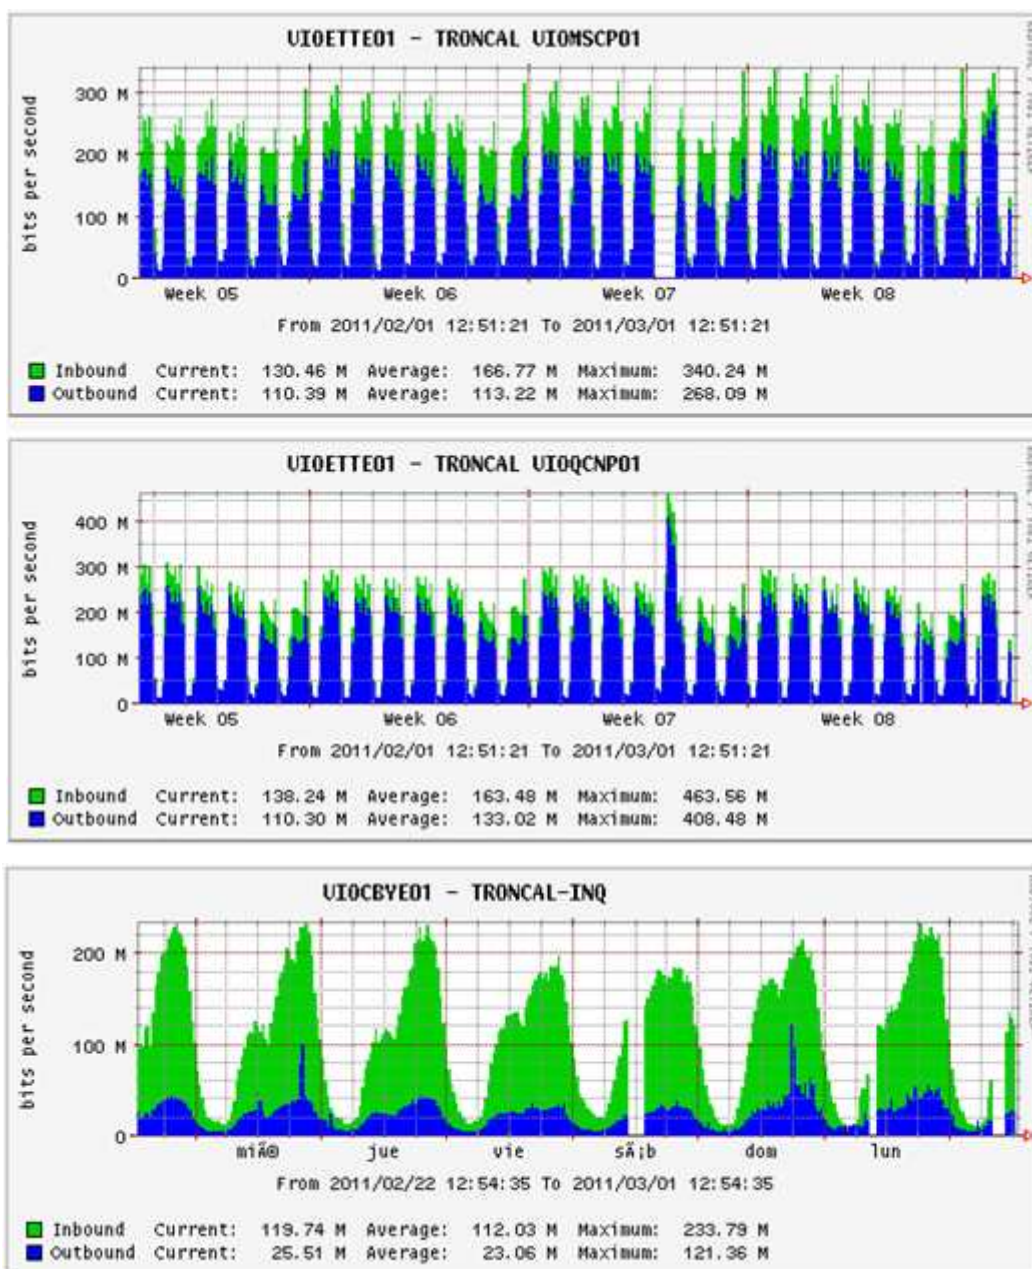 UIOETTE01 - TRONCAL UIOMSCP01
bits per second
300 M
200 M
100 M
0
Week 05 Week 06 Week 07 Week 08
From 2011/02/01 12:51:21 To 2011/03/01 12:51:21
Inbound Current: 130.46 M Average: 166.77 M Maximum: 340.24 M
Outbound Current: 110.39 M Average: 113.22 M Maximum: 268.09 M
UIOETTE01 - TRONCAL UIOQCNP01
bits per second
400 M
300 M
200 M
100 M
0
Week 05 Week 06 Week 07 Week 08
From 2011/02/01 12:51:21 To 2011/03/01 12:51:21
Inbound Current: 138.24 M Average: 163.48 M Maximum: 463.56 M
Outbound Current: 110.30 M Average: 133.02 M Maximum: 408.48 M
UIOCBYE01 - TRONCAL-INQ
bits per second
200 M
100 M
0
miÃ© jue vie sÃ¡b dom lun
From 2011/02/22 12:54:35 To 2011/03/01 12:54:35
Inbound Current: 119.74 M Average: 112.03 M Maximum: 233.79 M
Outbound Current: 25.51 M Average: 23.06 M Maximum: 121.36 M